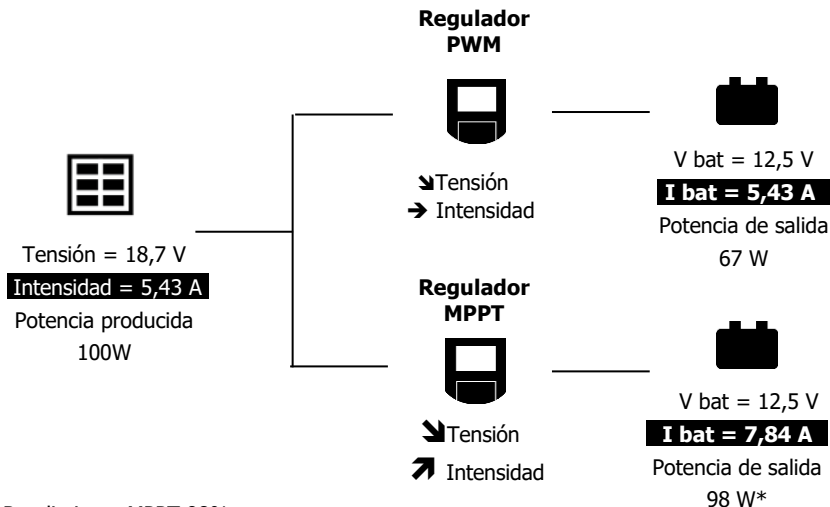 Regulador
PWM
Tensión
Intensidad
V bat = 12,5 V
I bat = 5,43 A
Potencia de salida
67 W
Tensión = 18,7 V
Intensidad = 5,43 A
Potencia producida
100W
Regulador
MPPT
Tensión
Intensidad
V bat = 12,5 V
I bat = 7,84 A
Potencia de salida
98 W*